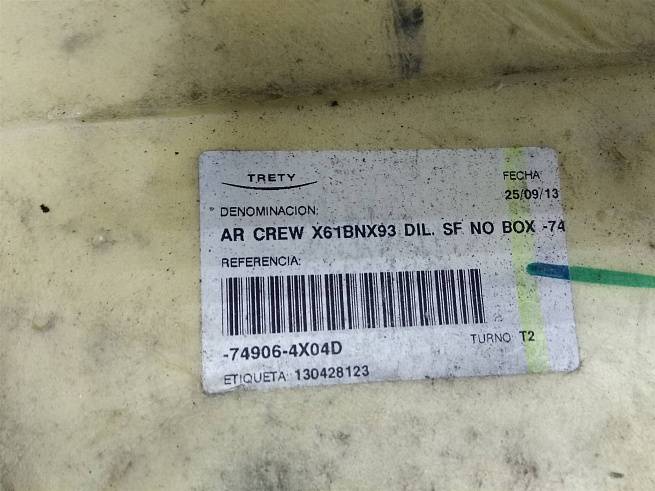 TRETY
FECHA
25/09/13
DENOMINACION:
AR CREW X61BNX93 DIL. SF NO BOX -74
REFERENCIA:
-74906-4X04D
TURNO T2
ETIQUETA: 130428123